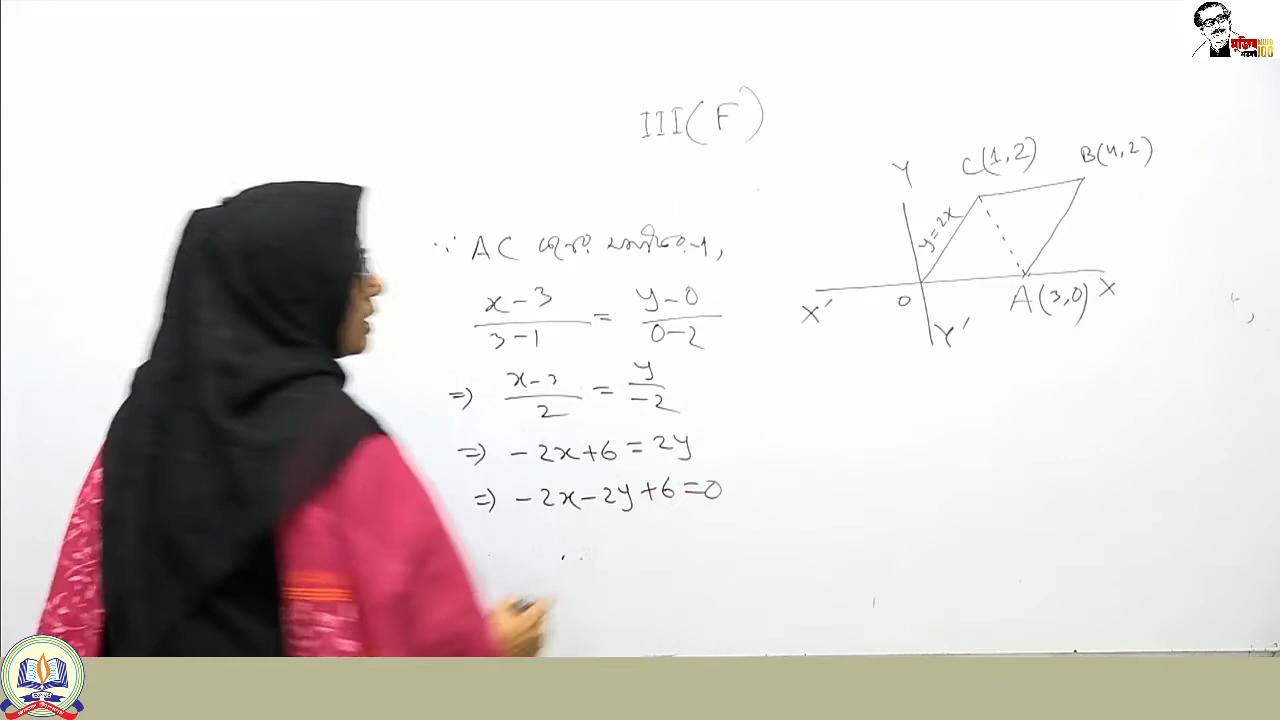 III(F)
∵ AC রেখার সমীকরণ,
x-3/3-1 = y-0/0-2
⇒ x-3/2 = y/-2
⇒ -2x+6=2y
⇒ -2x-2y+6=0
Y
C(1,2)
B(4,2)
y=2x
X'
O
A(3,0)
X
Y'
100